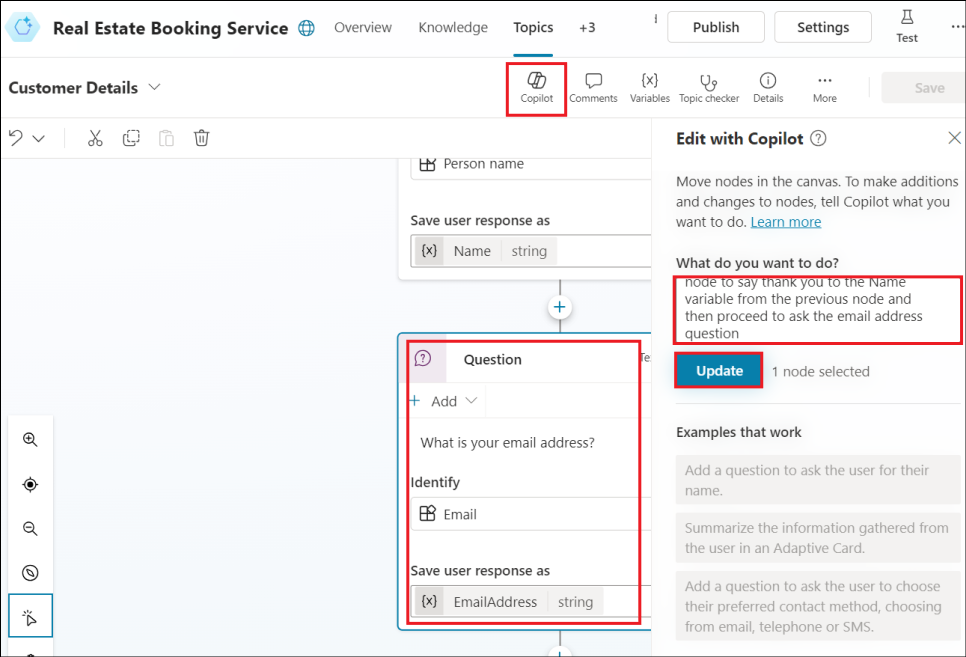 Real Estate Booking Service
Overview
Knowledge
Topics
+3
Publish
Settings
Test
Customer Details
Copilot
Comments
{x}
Variables
Topic checker
Details
More
Save
Person name
Save user response as
{x} Name string
Question
+ Add
What is your email address?
Identify
Email
Save user response as
{x} EmailAddress string
Edit with Copilot
Move nodes in the canvas. To make additions
and changes to nodes, tell Copilot what you
want to do. Learn more
What do you want to do?
node to say thank you to the Name
variable from the previous node and
then proceed to ask the email address
question
Update
1 node selected
Examples that work
Add a question to ask the user for their
name.
Summarize the information gathered from
the user in an Adaptive Card.
Add a question to ask the user to choose
their preferred contact method, choosing
from email, telephone or SMS.